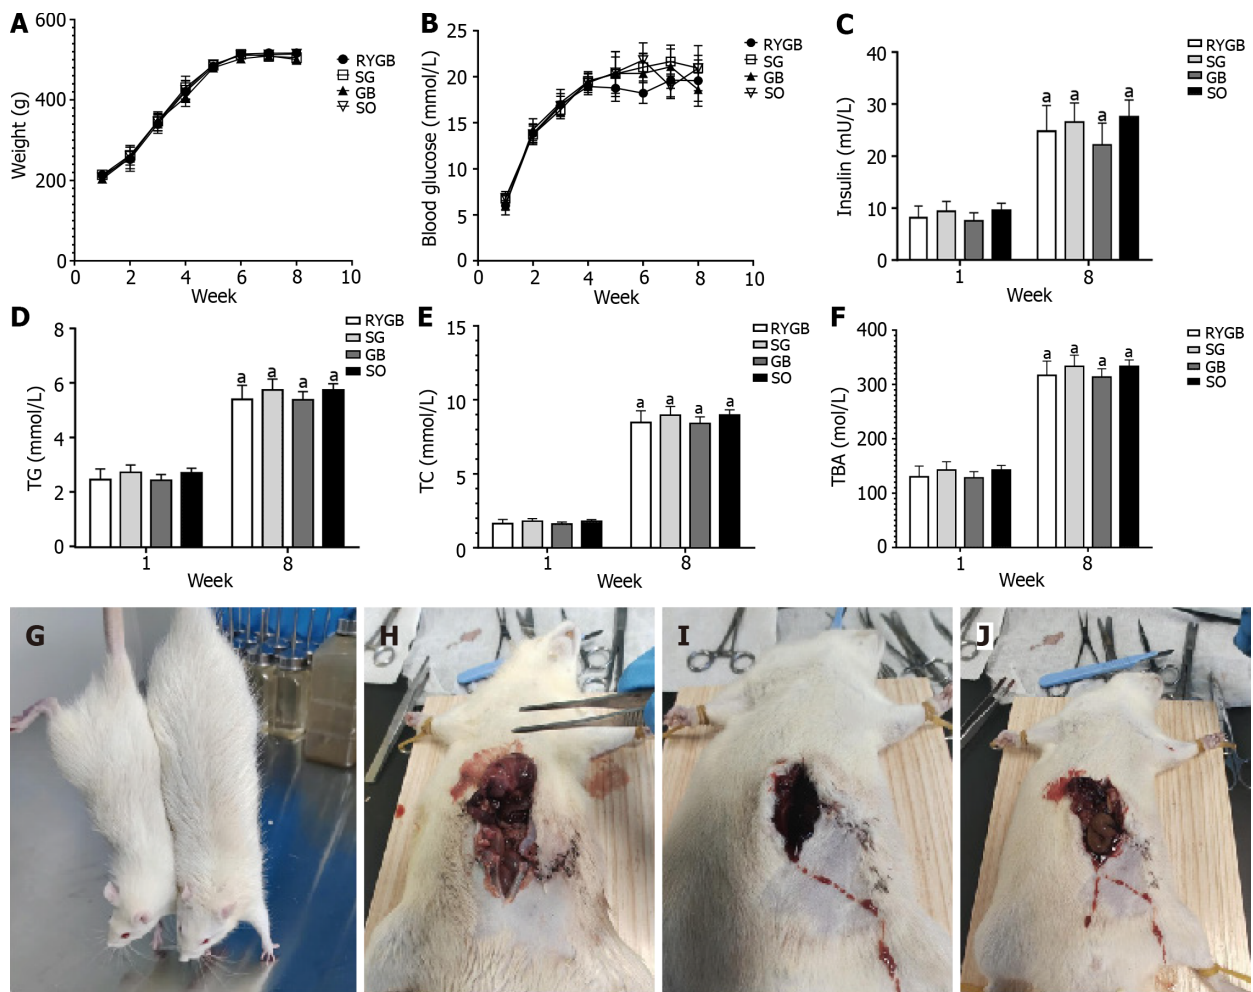 A
Weight (g)
600
400
200
0
0
2
4
6
8
10
Week
RYGB
SG
GB
SO
B
Blood glucose (mmol/L)
25
20
15
10
5
0
0
2
4
6
8
10
Week
RYGB
SG
GB
SO
C
Insulin (mU/L)
40
30
20
10
0
a
a
a
a
1
8
Week
RYGB
SG
GB
SO
D
TG (mmol/L)
8
6
4
2
0
a
a
a
a
1
8
Week
RYGB
SG
GB
SO
E
TC (mmol/L)
15
10
5
0
a
a
a
a
1
8
Week
RYGB
SG
GB
SO
F
TBA (mol/L)
400
300
200
100
0
a
a
a
a
1
8
Week
RYGB
SG
GB
SO
G
H
I
J